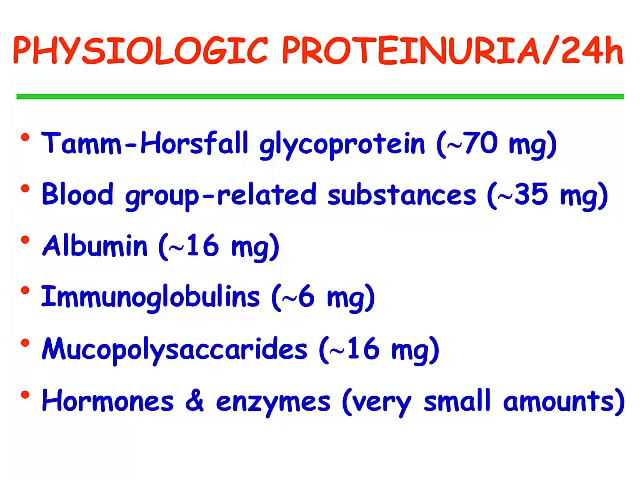 PHYSIOLOGIC PROTEINURIA/24h
• Tamm-Horsfall glycoprotein (~70 mg)
• Blood group-related substances (~35 mg)
• Albumin (~16 mg)
• Immunoglobulins (~6 mg)
• Mucopolysaccarides (~16 mg)
• Hormones & enzymes (very small amounts)